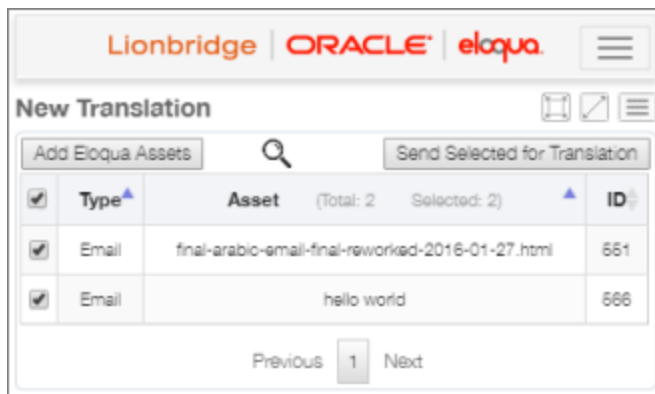 Lionbridge | ORACLE | eloqua.
New Translation
Add Eloqua Assets Send Selected for Translation
Type Asset (Total: 2 Selected: 2) ID
Email final-arabic-email-final-reworked-2016-01-27.html 551
Email hello world 566
Previous 1 Next